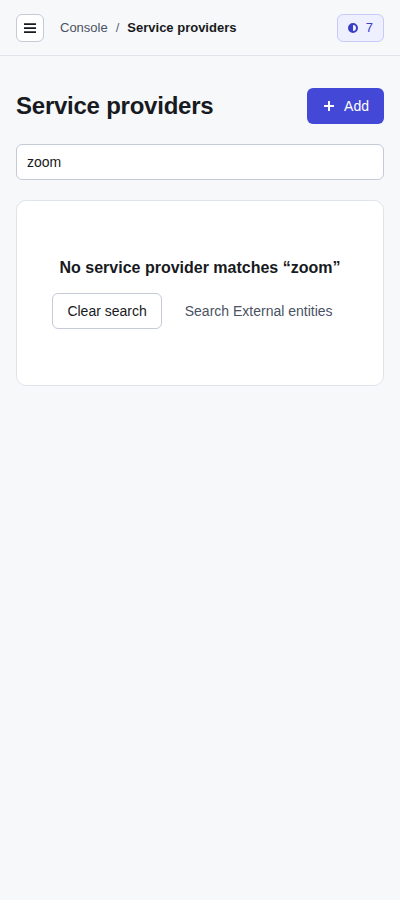 Console / Service providers
7
Service providers
Add
zoom
No service provider matches “zoom”
Clear search
Search External entities